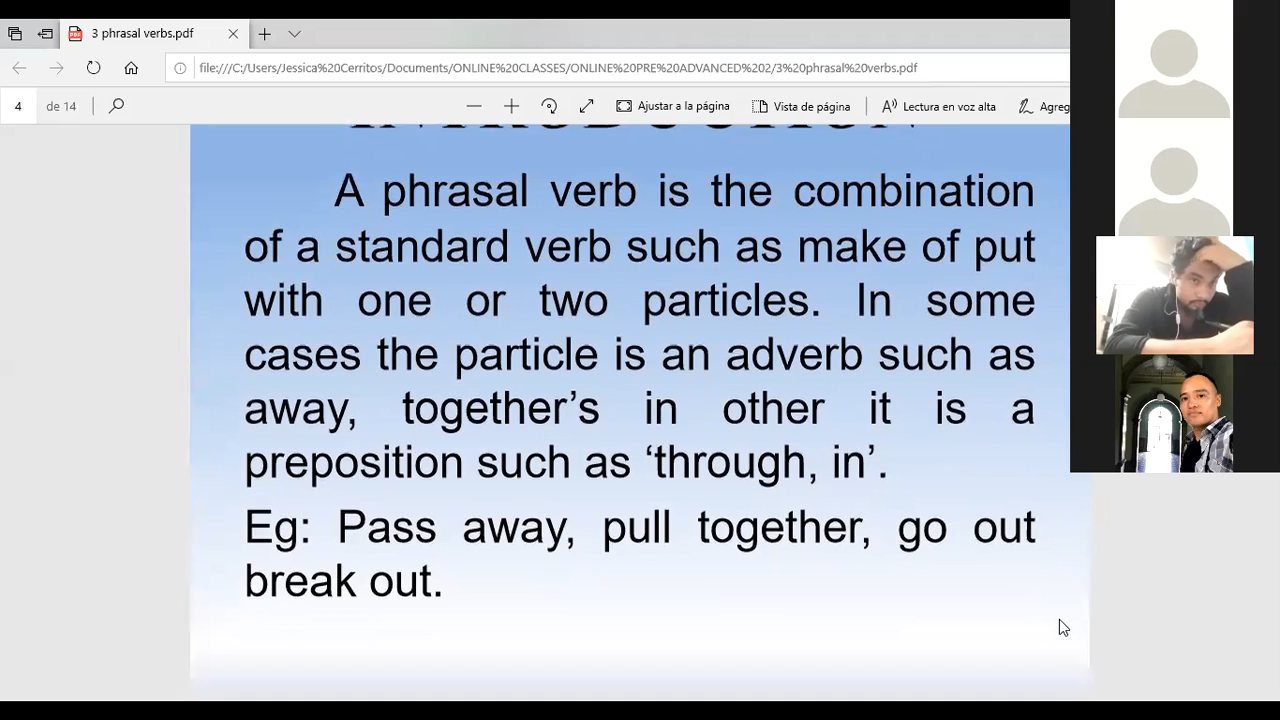 3 phrasal verbs.pdf
file:///C:/Users/Jessica%20Cerritos/Documents/ONLINE%20CLASSES/ONLINE%20PRE%20ADVANCED%202/3%20phrasal%20verbs.pdf
4 de 14 Ajustar a la página Vista de página Lectura en voz alta Agreg
INTRODUCTION
A phrasal verb is the combination
of a standard verb such as make of put
with one or two particles. In some
cases the particle is an adverb such as
away, together’s in other it is a
preposition such as ‘through, in’.
Eg: Pass away, pull together, go out
break out.